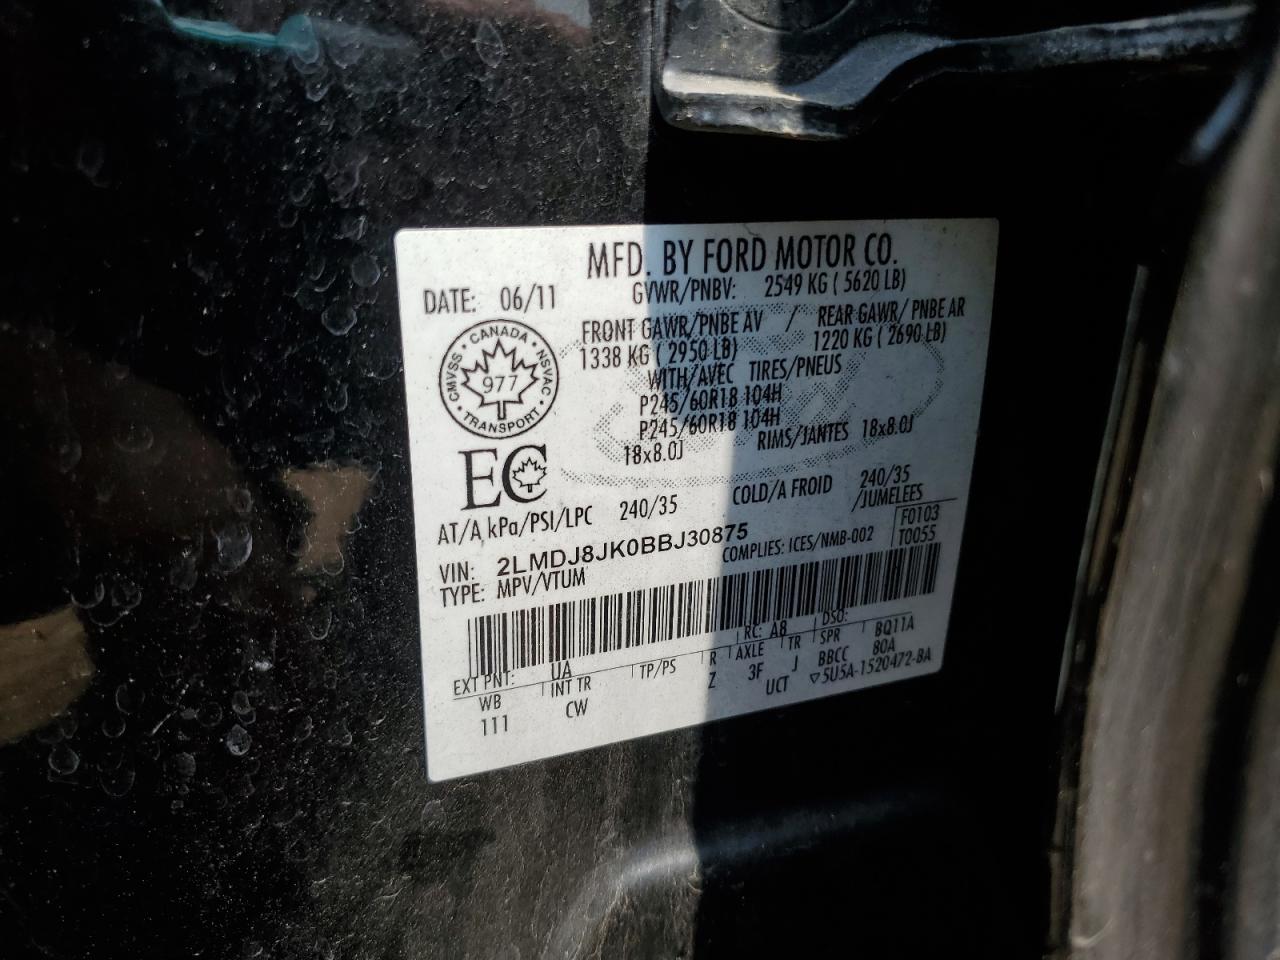 MFD. BY FORD MOTOR CO.
DATE: 06/11
GVWR/PNBV: 2549 KG ( 5620 LB)
FRONT GAWR/PNBE AV / REAR GAWR/ PNBE AR
1338 KG ( 2950 LB) 1220 KG ( 2690 LB)
WITH/AVEC TIRES/PNEUS
P245/60R18 104H
P245/60R18 104H
18x8.0J RIMS/JANTES 18x8.0J
CANADA
CMVSS NSVAC
977
TRANSPORT
EC
AT/A kPa/PSI/LPC 240/35 COLD/A FROID 240/35
/JUMELEES
VIN: 2LMDJ8JK0BBJ30875
COMPLIES: ICES/NMB-002
F0103
T0055
TYPE: MPV/VTUM
EXT PNT: UA RC: A8 DSO:
WB INT TR TP/PS R AXLE TR SPR BQ11A
111 CW Z 3F J BBCC 80A
UCT ▽5U5A-1520472-BA